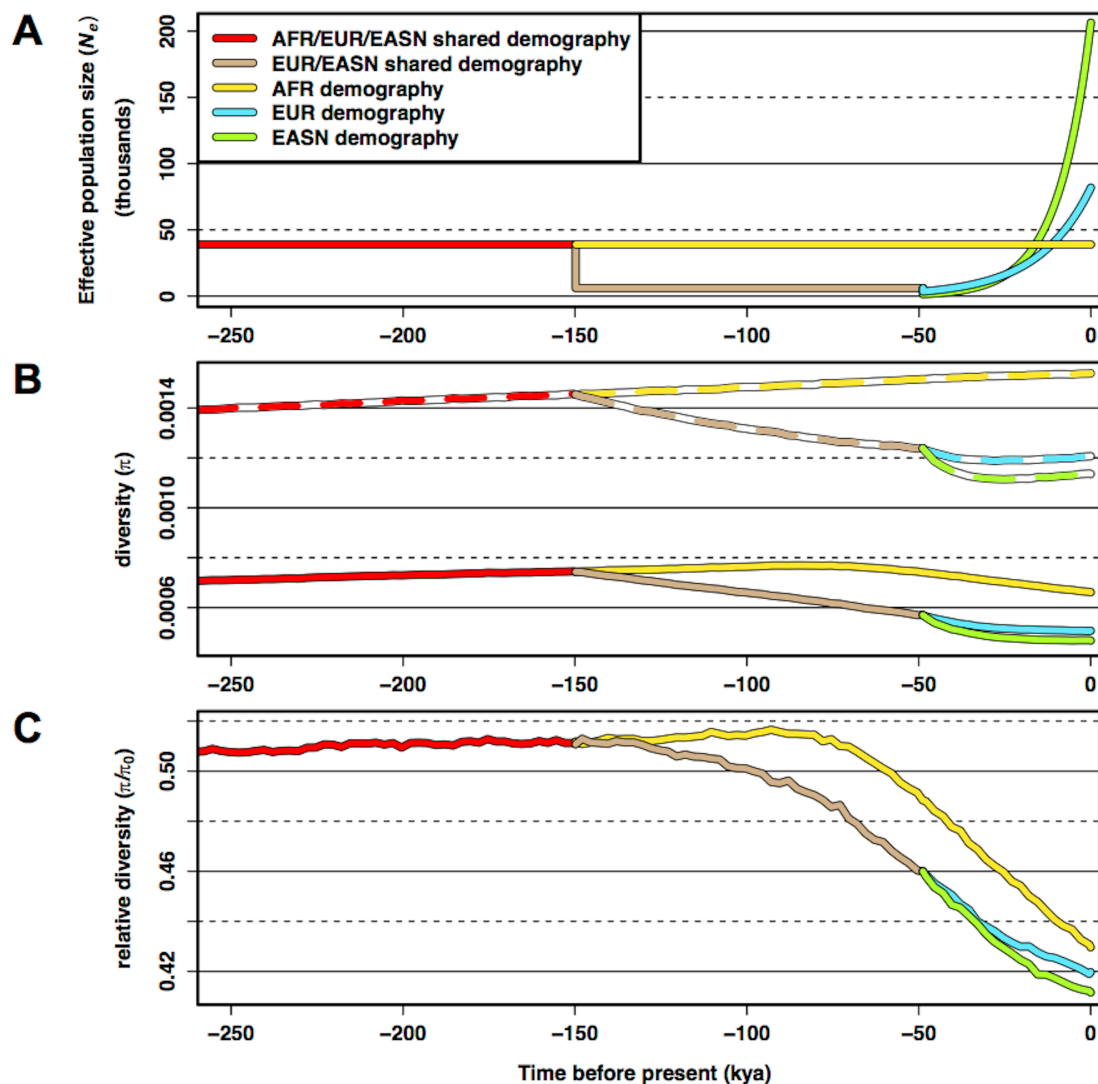 A
Effective population size (Ne)
(thousands)
200
150
100
50
0
AFR/EUR/EASN shared demography
EUR/EASN shared demography
AFR demography
EUR demography
EASN demography
−250 −200 −150 −100 −50 0
B
diversity (π)
0.0014
0.0010
0.0006
−250 −200 −150 −100 −50 0
C
relative diversity (π/π0)
0.50
0.46
0.42
−250 −200 −150 −100 −50 0
Time before present (kya)